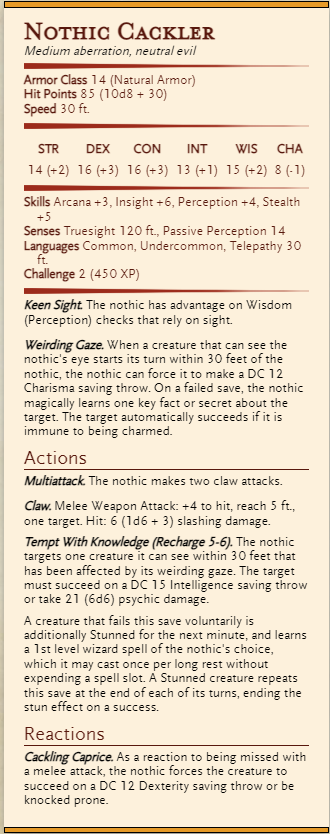 Nothic Cackler
Medium aberration, neutral evil
Armor Class 14 (Natural Armor)
Hit Points 85 (10d8 + 30)
Speed 30 ft.
STR DEX CON INT WIS CHA
14 (+2) 16 (+3) 16 (+3) 13 (+1) 15 (+2) 8 (-1)
Skills Arcana +3, Insight +6, Perception +4, Stealth
+5
Senses Truesight 120 ft., Passive Perception 14
Languages Common, Undercommon, Telepathy 30
ft.
Challenge 2 (450 XP)
Keen Sight. The nothic has advantage on Wisdom
(Perception) checks that rely on sight.
Weirding Gaze. When a creature that can see the
nothic's eye starts its turn within 30 feet of the
nothic, the nothic can force it to make a DC 12
Charisma saving throw. On a failed save, the nothic
magically learns one key fact or secret about the
target. The target automatically succeeds if it is
immune to being charmed.
Actions
Multiattack. The nothic makes two claw attacks.
Claw. Melee Weapon Attack: +4 to hit, reach 5 ft.,
one target. Hit: 6 (1d6 + 3) slashing damage.
Tempt With Knowledge (Recharge 5-6). The nothic
targets one creature it can see within 30 feet that
has been affected by its weirding gaze. The target
must succeed on a DC 15 Intelligence saving throw
or take 21 (6d6) psychic damage.
A creature that fails this save voluntarily is
additionally Stunned for the next minute, and learns
a 1st level wizard spell of the nothic's choice,
which it may cast once per long rest without
expending a spell slot. A Stunned creature repeats
this save at the end of each of its turns, ending the
stun effect on a success.
Reactions
Cackling Caprice. As a reaction to being missed with
a melee attack, the nothic forces the creature to
succeed on a DC 12 Dexterity saving throw or be
knocked prone.